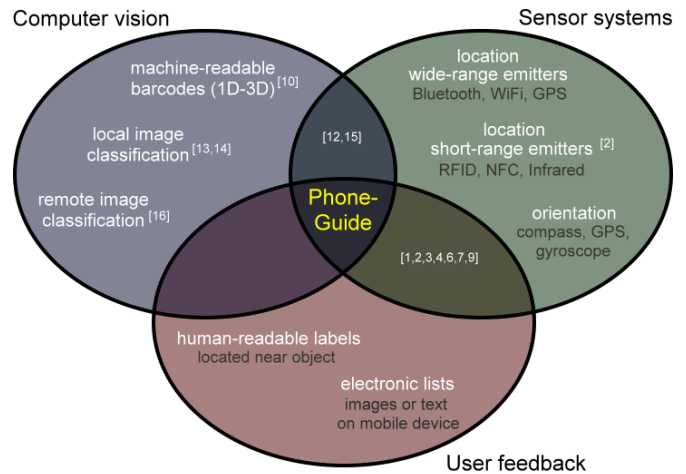 Computer vision
Sensor systems
machine-readable
barcodes (1D-3D) [10]
local image
classification [13,14]
remote image
classification [16]
[12,15]
location
wide-range emitters
Bluetooth, WiFi, GPS
location
short-range emitters [2]
RFID, NFC, Infrared
orientation
compass, GPS,
gyroscope
Phone-
Guide
[1,2,3,4,6,7,9]
human-readable labels
located near object
electronic lists
images or text
on mobile device
User feedback